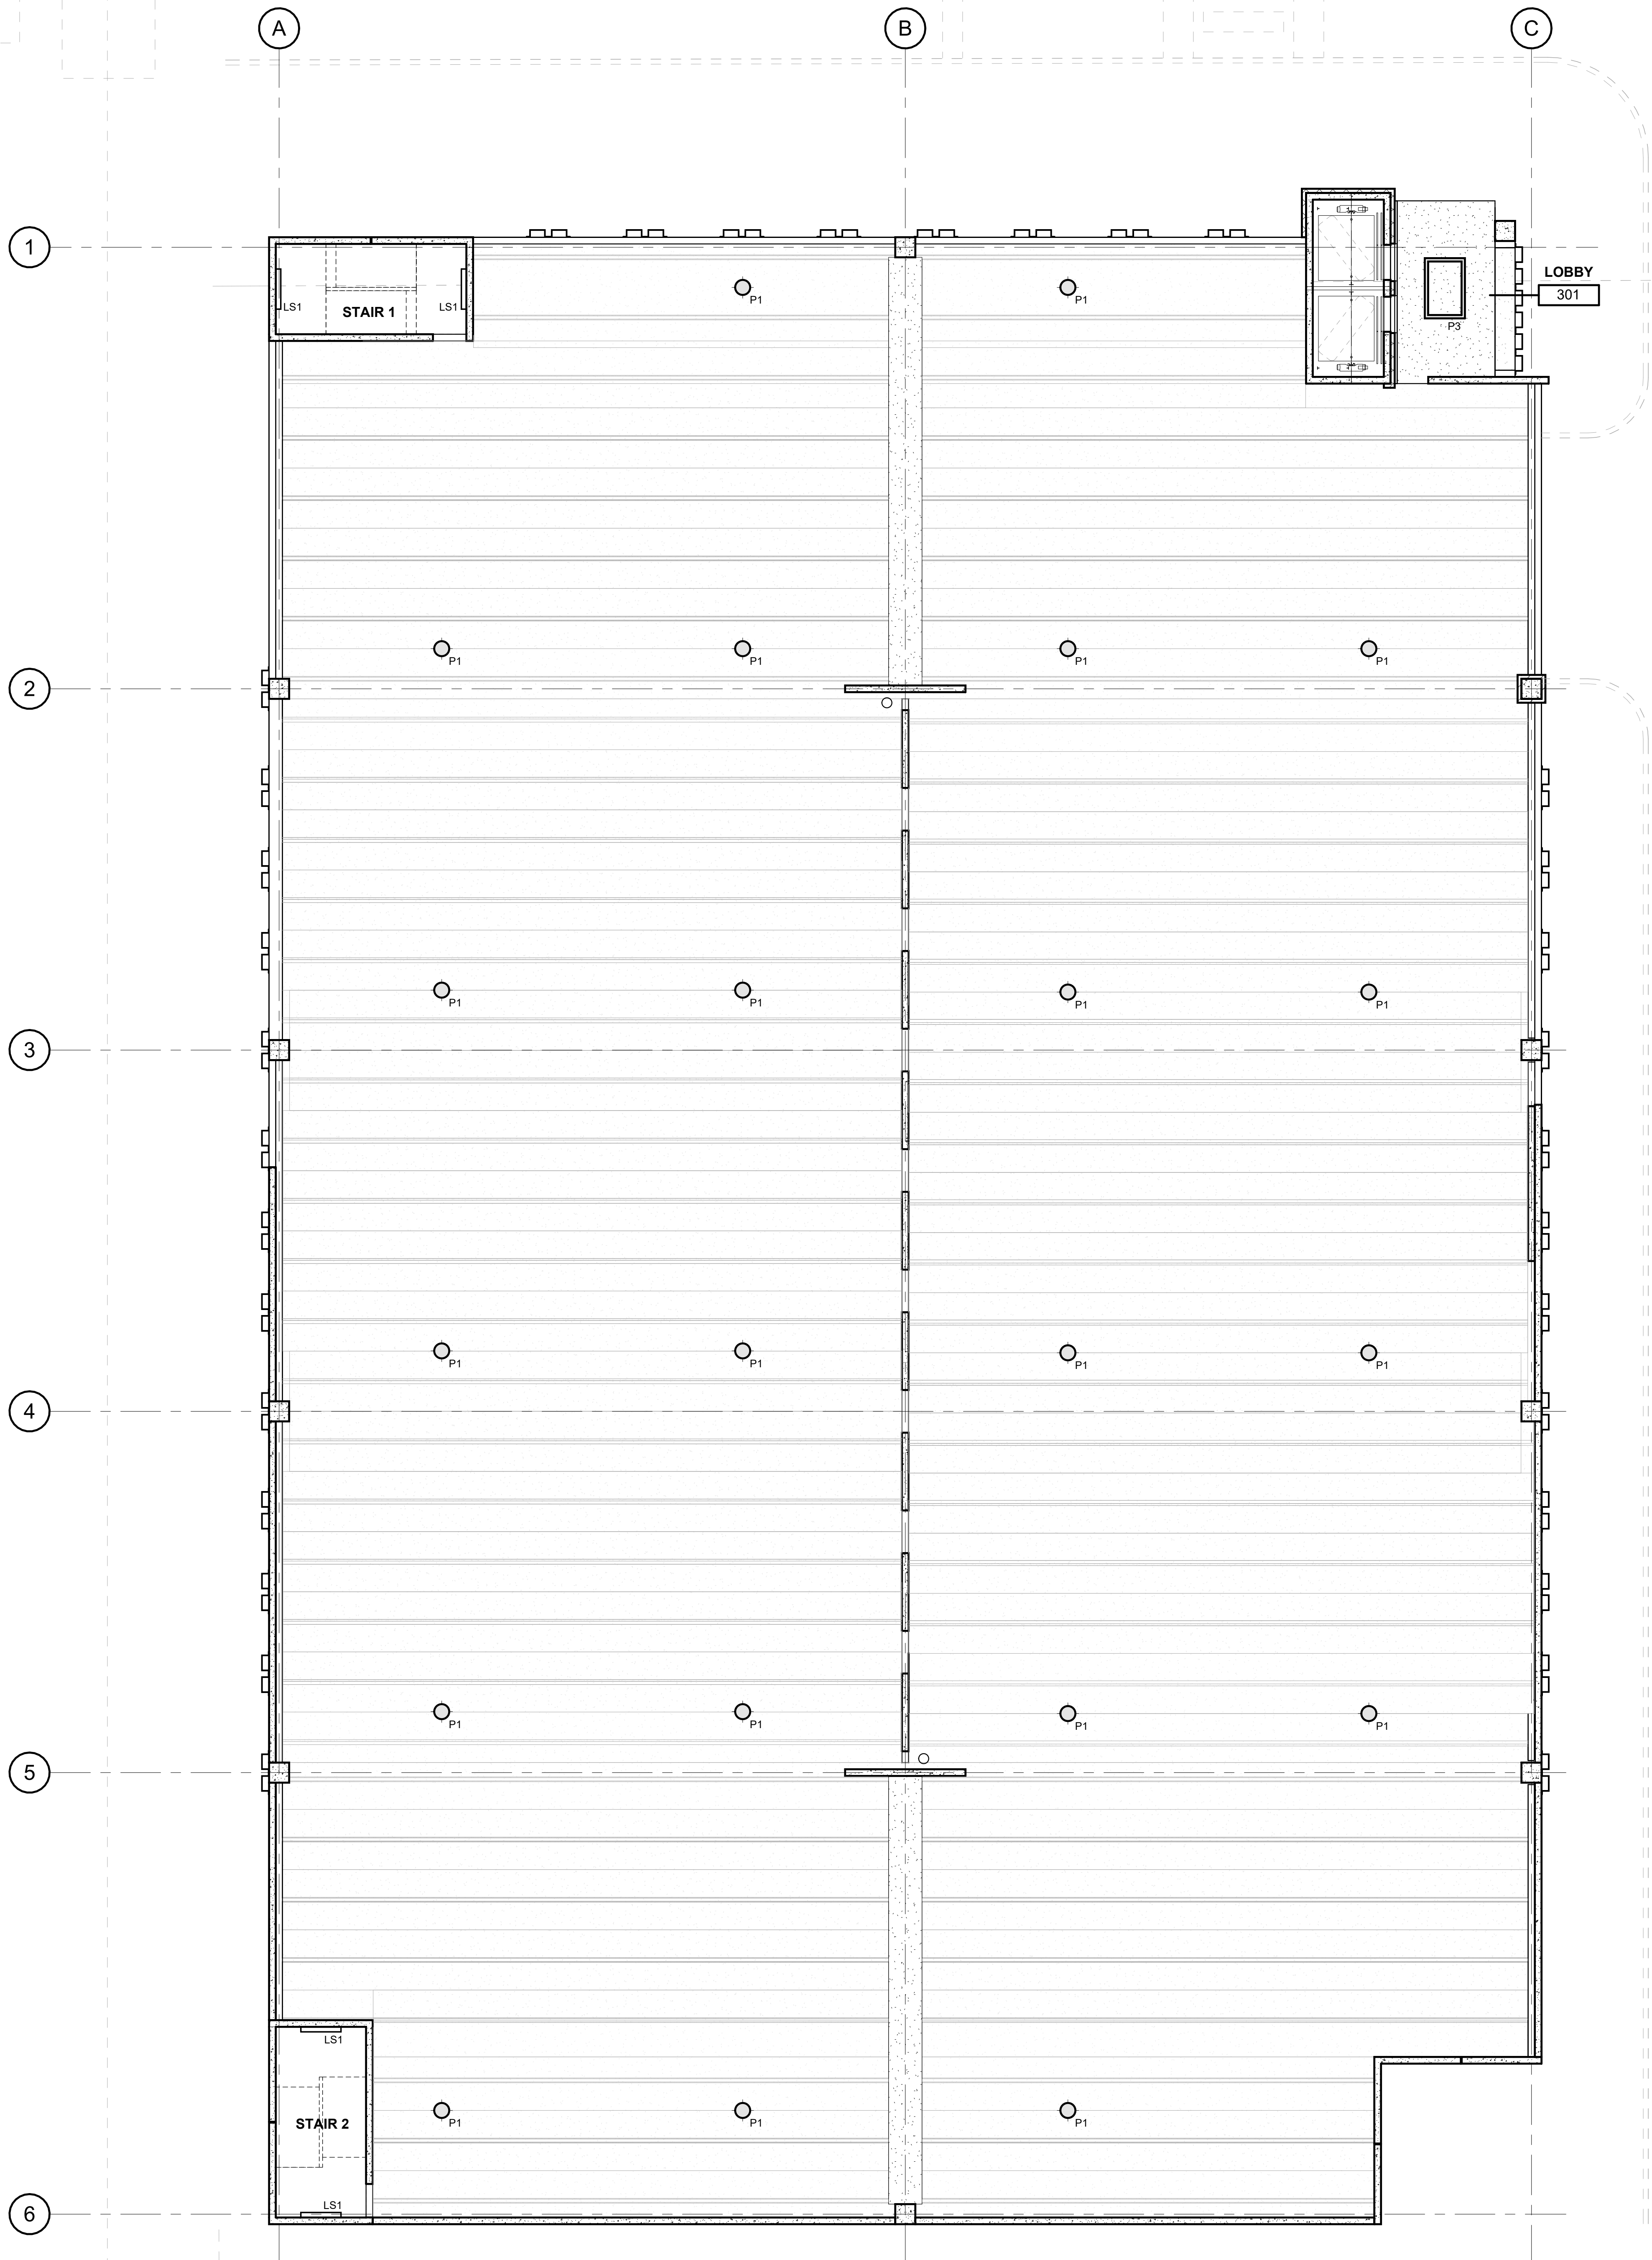 A B C
1
LOBBY
301
P1 P1
LS1 LS1
STAIR 1
P3
P1 P1 P1 P1
2
P1 P1 P1 P1
3
P1 P1 P1 P1
4
P1 P1 P1 P1
5
LS1
P1 P1 P1
STAIR 2
LS1
6